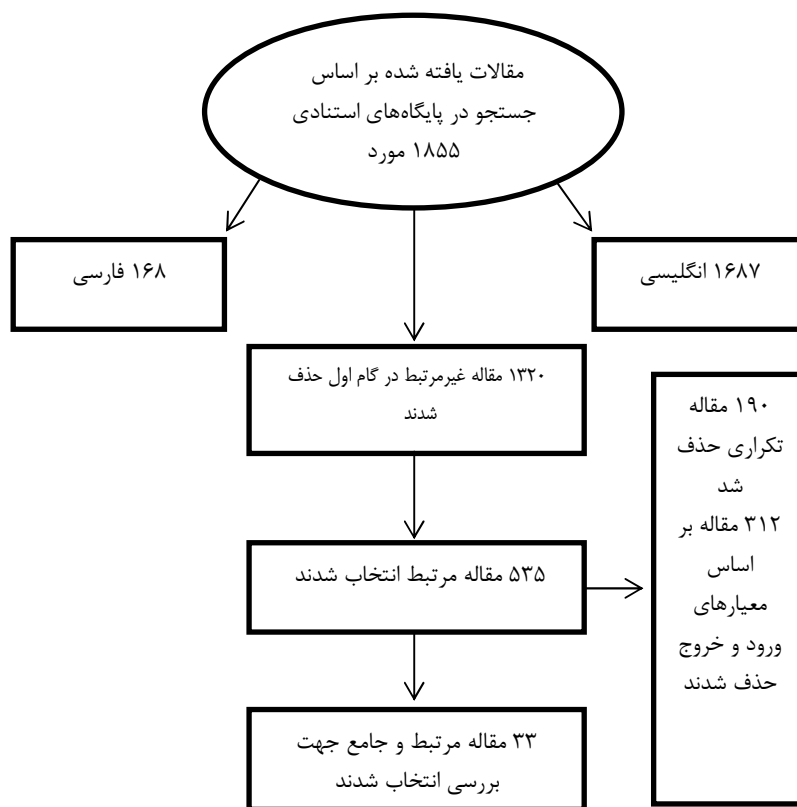 مقالات یافته شده بر اساس
جستجو در پایگاه‌های استنادی
۱۸۵۵ مورد
۱۶۸۷ انگلیسی
۱۶۸ فارسی
۱۳۲۰ مقاله غیرمرتبط در گام اول حذف
شدند
۵۳۵ مقاله مرتبط انتخاب شدند
۱۹۰ مقاله
تکراری حذف
شد
۳۱۲ مقاله بر
اساس
معیارهای
ورود و خروج
حذف شدند
۳۳ مقاله مرتبط و جامع جهت
بررسی انتخاب شدند